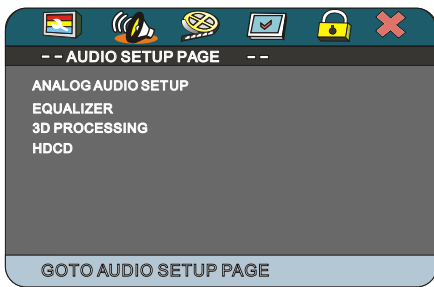 - - AUDIO SETUP PAGE - -
ANALOG AUDIO SETUP
EQUALIZER
3D PROCESSING
HDCD
GOTO AUDIO SETUP PAGE